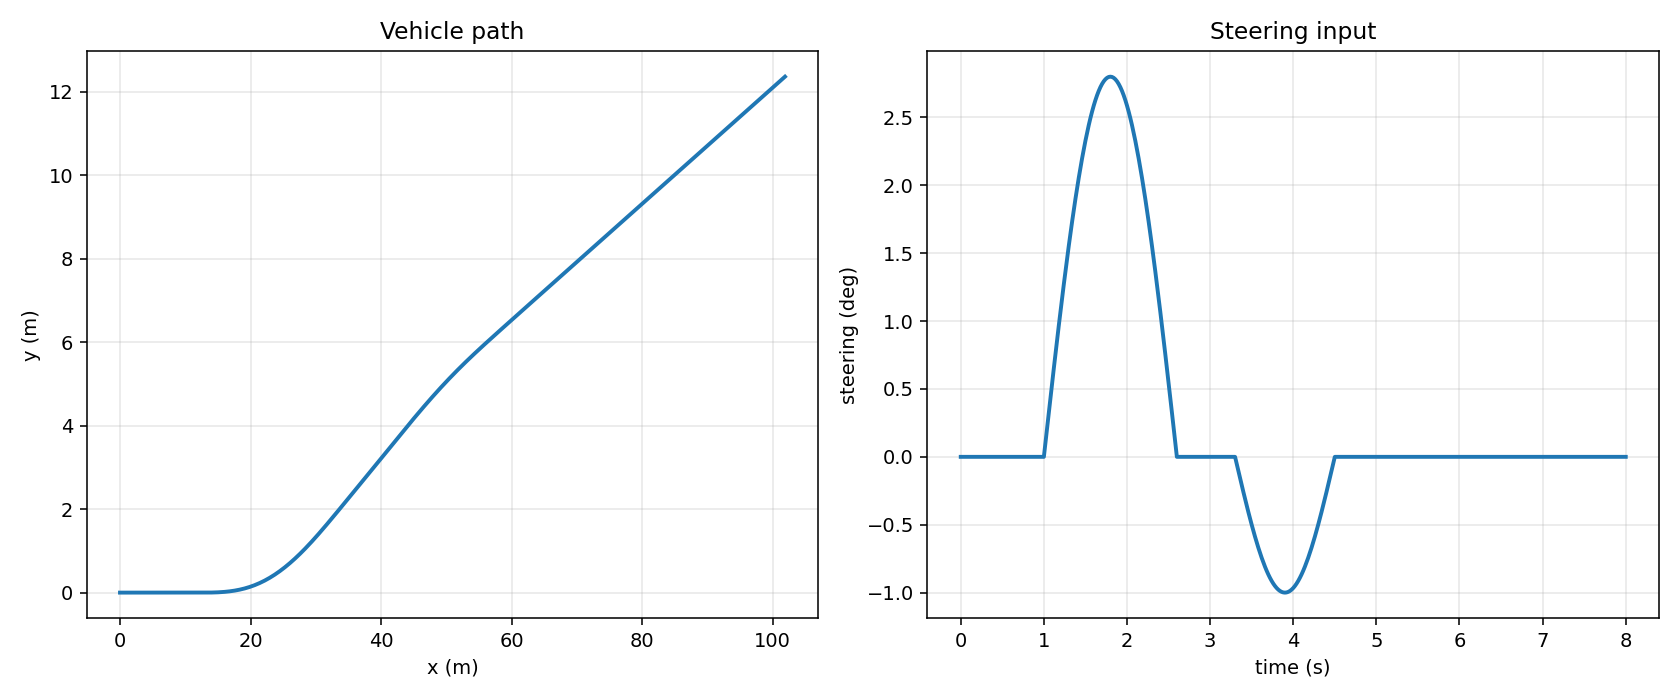 Vehicle path
12
10
8
6
4
2
0
y (m)
0 20 40 60 80 100
x (m)
Steering input
2.5
2.0
1.5
1.0
0.5
0.0
−0.5
−1.0
steering (deg)
0 1 2 3 4 5 6 7 8
time (s)